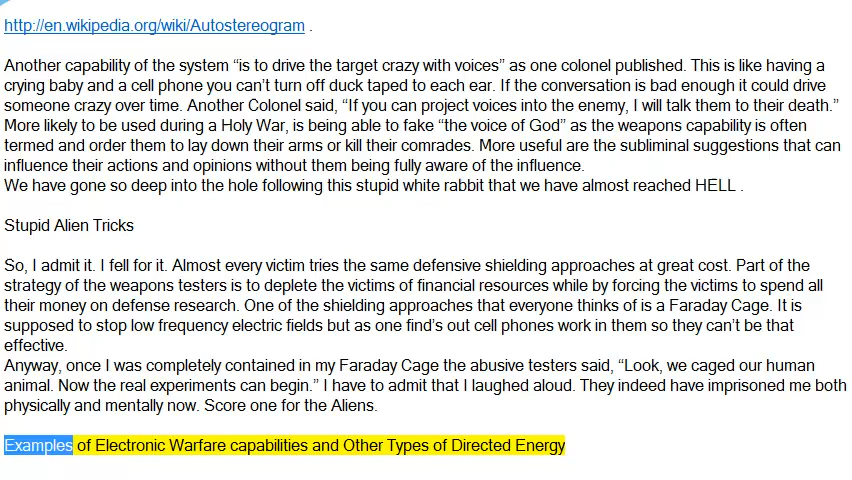 http://en.wikipedia.org/wiki/Autostereogram .
Another capability of the system “is to drive the target crazy with voices” as one colonel published. This is like having a
crying baby and a cell phone you can’t turn off duck taped to each ear. If the conversation is bad enough it could drive
someone crazy over time. Another Colonel said, “If you can project voices into the enemy, I will talk them to their death.”
More likely to be used during a Holy War, is being able to fake “the voice of God” as the weapons capability is often
termed and order them to lay down their arms or kill their comrades. More useful are the subliminal suggestions that can
influence their actions and opinions without them being fully aware of the influence.
We have gone so deep into the hole following this stupid white rabbit that we have almost reached HELL .
Stupid Alien Tricks
So, I admit it. I fell for it. Almost every victim tries the same defensive shielding approaches at great cost. Part of the
strategy of the weapons testers is to deplete the victims of financial resources while by forcing the victims to spend all
their money on defense research. One of the shielding approaches that everyone thinks of is a Faraday Cage. It is
supposed to stop low frequency electric fields but as one find’s out cell phones work in them so they can’t be that
effective.
Anyway, once I was completely contained in my Faraday Cage the abusive testers said, “Look, we caged our human
animal. Now the real experiments can begin.” I have to admit that I laughed aloud. They indeed have imprisoned me both
physically and mentally now. Score one for the Aliens.
Examples of Electronic Warfare capabilities and Other Types of Directed Energy